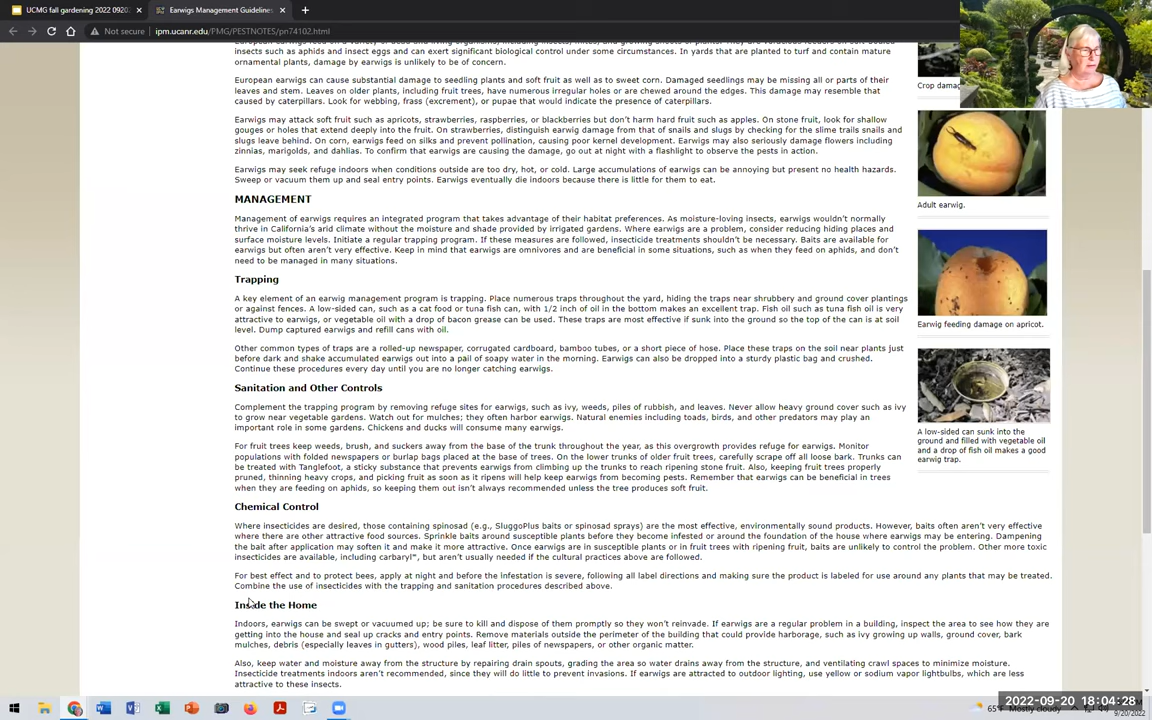 UCMG fall gardening 2022 09202
Earwigs Management Guidelines
Not secure
ipm.ucanr.edu/PMG/PESTNOTES/pn74102.html
insects such as aphids and insect eggs and can exert significant biological control under some circumstances. In yards that are planted to turf and contain mature
ornamental plants, damage by earwigs is unlikely to be of concern.
European earwigs can cause substantial damage to seedling plants and soft fruit as well as to sweet corn. Damaged seedlings may be missing all or parts of their
leaves and stem. Leaves on older plants, including fruit trees, have numerous irregular holes or are chewed around the edges. This damage may resemble that
caused by caterpillars. Look for webbing, frass (excrement), or pupae that would indicate the presence of caterpillars.
Earwigs may attack soft fruit such as apricots, strawberries, raspberries, or blackberries but don't harm hard fruit such as apples. On stone fruit, look for shallow
gouges or holes that extend deeply into the fruit. On strawberries, distinguish earwig damage from that of snails and slugs by checking for the slime trails snails and
slugs leave behind. On corn, earwigs feed on silks and prevent pollination, causing poor kernel development. Earwigs may also seriously damage flowers including
zinnias, marigolds, and dahlias. To confirm that earwigs are causing the damage, go out at night with a flashlight to observe the pests in action.
Earwigs may seek refuge indoors when conditions outside are too dry, hot, or cold. Large accumulations of earwigs can be annoying but present no health hazards.
Sweep or vacuum them up and seal entry points. Earwigs eventually die indoors because there is little for them to eat.
MANAGEMENT
Management of earwigs requires an integrated program that takes advantage of their habitat preferences. As moisture-loving insects, earwigs wouldn't normally
thrive in California's arid climate without the moisture and shade provided by irrigated gardens. Where earwigs are a problem, consider reducing hiding places and
surface moisture levels. Initiate a regular trapping program. If these measures are followed, insecticide treatments shouldn't be necessary. Baits are available for
earwigs but often aren't very effective. Keep in mind that earwigs are omnivores and are beneficial in some situations, such as when they feed on aphids, and don't
need to be managed in many situations.
Trapping
A key element of an earwig management program is trapping. Place numerous traps throughout the yard, hiding the traps near shrubbery and ground cover plantings
or against fences. A low-sided can, such as a cat food or tuna fish can, with 1/2 inch of oil in the bottom makes an excellent trap. Fish oil such as tuna fish oil is very
attractive to earwigs, or vegetable oil with a drop of bacon grease can be used. These traps are most effective if sunk into the ground so the top of the can is at soil
level. Dump captured earwigs and refill cans with oil.
Other common types of traps are a rolled-up newspaper, corrugated cardboard, bamboo tubes, or a short piece of hose. Place these traps on the soil near plants just
before dark and shake accumulated earwigs out into a pail of soapy water in the morning. Earwigs can also be dropped into a sturdy plastic bag and crushed.
Continue these procedures every day until you are no longer catching earwigs.
Sanitation and Other Controls
Complement the trapping program by removing refuge sites for earwigs, such as ivy, weeds, piles of rubbish, and leaves. Never allow heavy ground cover such as ivy
to grow near vegetable gardens. Watch out for mulches; they often harbor earwigs. Natural enemies including toads, birds, and other predators may play an
important role in some gardens. Chickens and ducks will consume many earwigs.
For fruit trees keep weeds, brush, and suckers away from the base of the trunk throughout the year, as this overgrowth provides refuge for earwigs. Monitor
populations with folded newspapers or burlap bags placed at the base of trees. On the lower trunks of older fruit trees, carefully scrape off all loose bark. Trunks can
be treated with Tanglefoot, a sticky substance that prevents earwigs from climbing up the trunks to reach ripening stone fruit. Also, keeping fruit trees properly
pruned, thinning heavy crops, and picking fruit as soon as it ripens will help keep earwigs from becoming pests. Remember that earwigs can be beneficial in trees
when they are feeding on aphids, so keeping them out isn't always recommended unless the tree produces soft fruit.
Chemical Control
Where insecticides are desired, those containing spinosad (e.g., SluggoPlus baits or spinosad sprays) are the most effective, environmentally sound products. However, baits often aren't very effective
where there are other attractive food sources. Sprinkle baits around susceptible plants before they become infested or around the foundation of the house where earwigs may be entering. Dampening
the bait after application may soften it and make it more attractive. Once earwigs are in susceptible plants or in fruit trees with ripening fruit, baits are unlikely to control the problem. Other more toxic
insecticides are available, including carbaryl*, but aren't usually needed if the cultural practices above are followed.
For best effect and to protect bees, apply at night and before the infestation is severe, following all label directions and making sure the product is labeled for use around any plants that may be treated.
Combine the use of insecticides with the trapping and sanitation procedures described above.
Inside the Home
Indoors, earwigs can be swept or vacuumed up; be sure to kill and dispose of them promptly so they won't reinvade. If earwigs are a regular problem in a building, inspect the area to see how they are
getting into the house and seal up cracks and entry points. Remove materials outside the perimeter of the building that could provide harborage, such as ivy growing up walls, ground cover, bark
mulches, debris (especially leaves in gutters), wood piles, leaf litter, piles of newspapers, or other organic matter.
Also, keep water and moisture away from the structure by repairing drain spouts, grading the area so water drains away from the structure, and ventilating crawl spaces to minimize moisture.
Insecticide treatments indoors aren't recommended, since they will do little to prevent invasions. If earwigs are attracted to outdoor lighting, use yellow or sodium vapor lightbulbs, which are less
attractive to these insects.
Crop damag
Adult earwig.
Earwig feeding damage on apricot.
A low-sided can sunk into the
ground and filled with vegetable oil
and a drop of fish oil makes a good
earwig trap.
65° Mostly cloudy
2022-09-20 18:04:28
9/20/2022